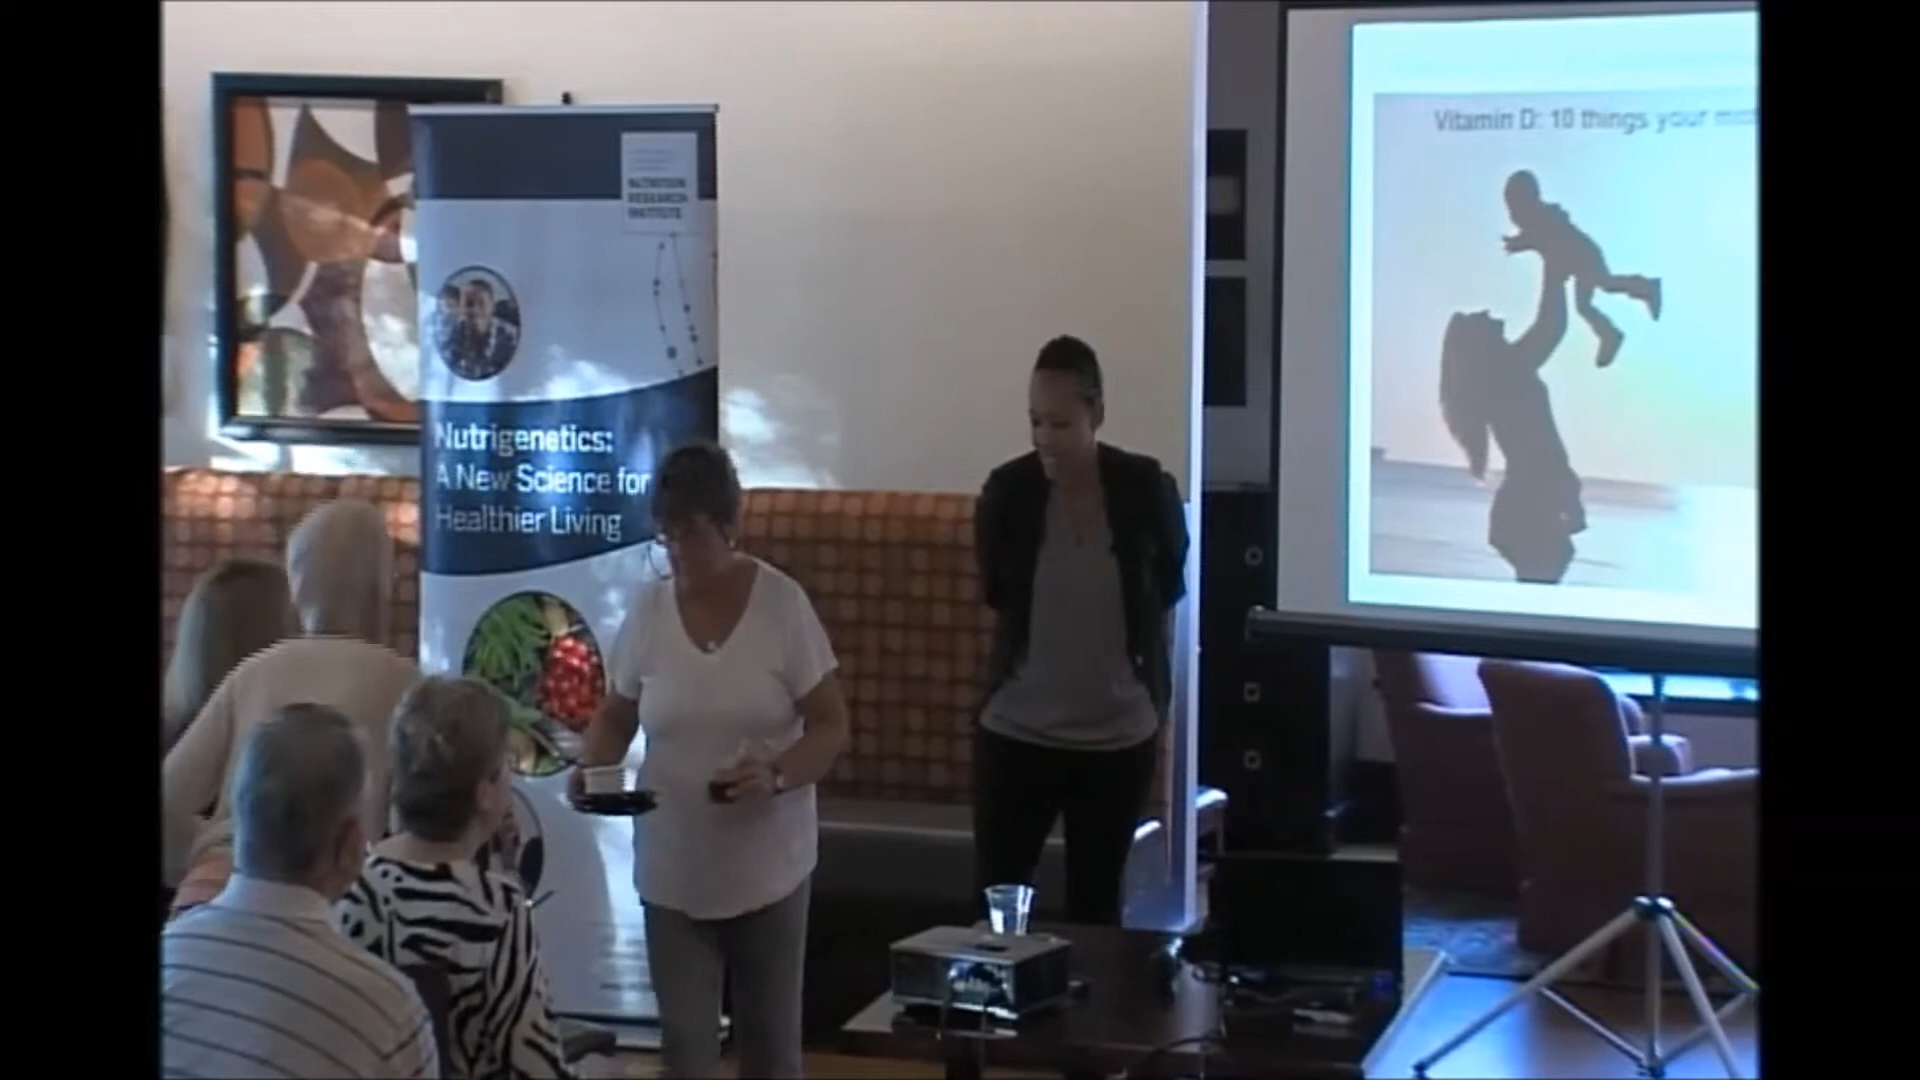 NUTRITION
RESEARCH
INSTITUTE
Nutrigenetics:
A New Science for
Healthier Living
Vitamin D: 10 things your